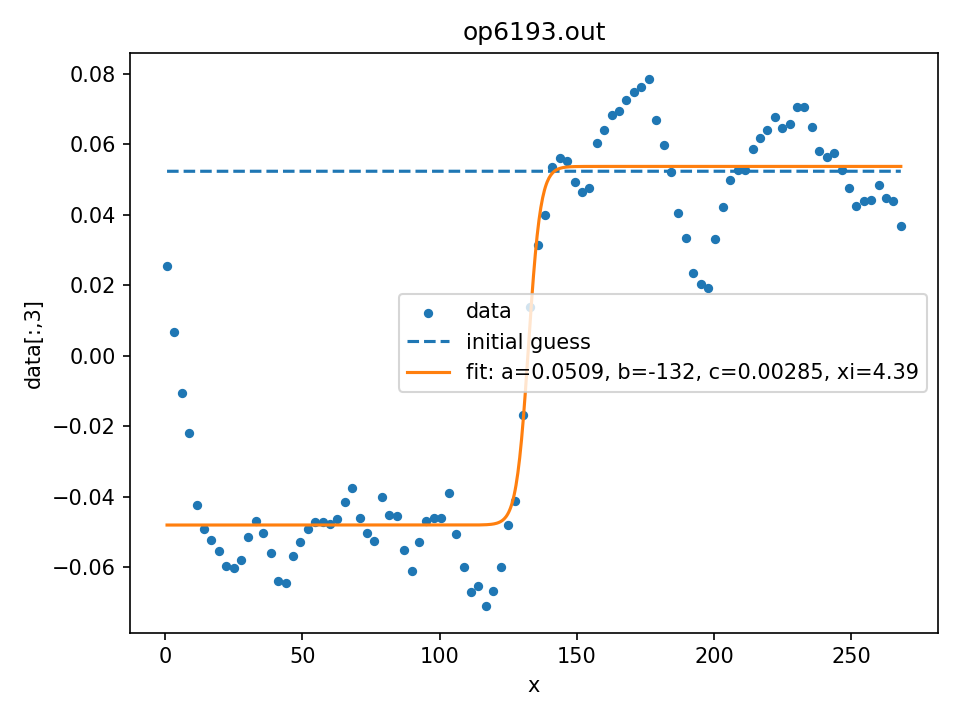 op6193.out
data[:,3]
0.08
0.06
0.04
0.02
0.00
−0.02
−0.04
−0.06
data
initial guess
fit: a=0.0509, b=-132, c=0.00285, xi=4.39
0 50 100 150 200 250
x